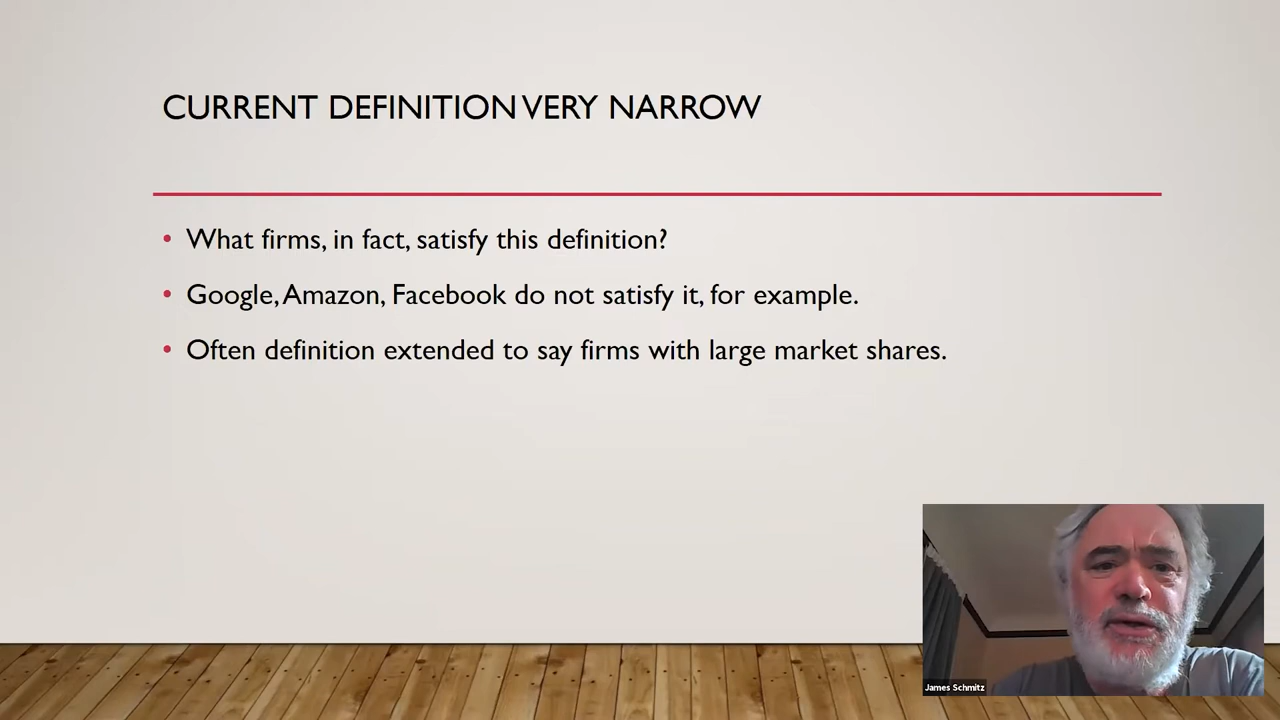 CURRENT DEFINITION VERY NARROW
• What firms, in fact, satisfy this definition?
• Google, Amazon, Facebook do not satisfy it, for example.
• Often definition extended to say firms with large market shares.
James Schmitz